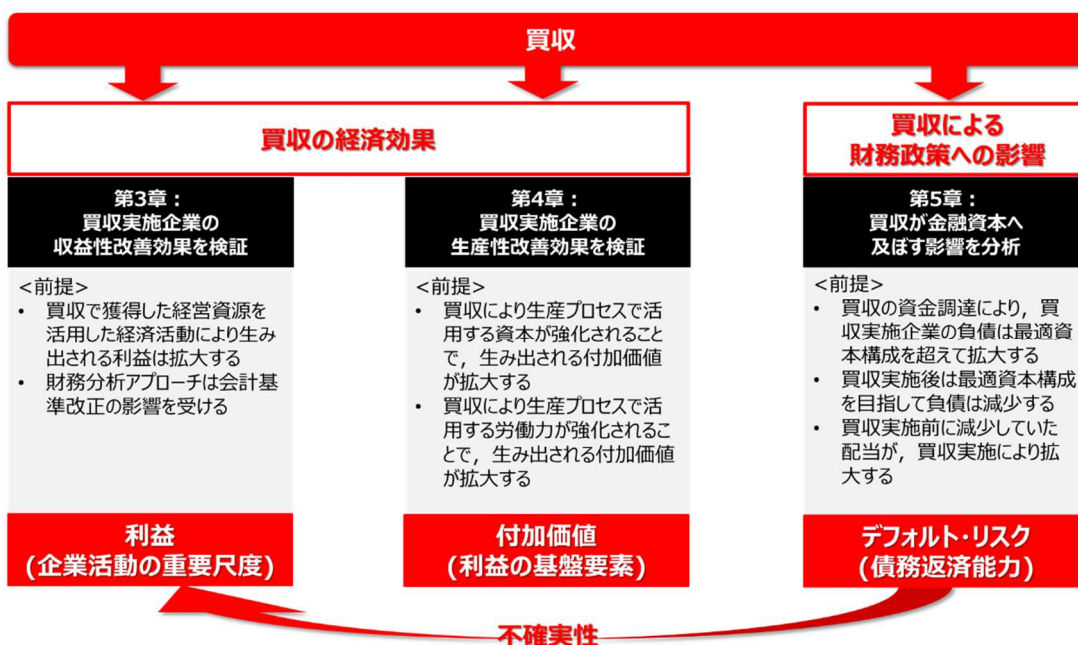 買収
買収の経済効果
買収による
財務政策への影響
第3章：
買収実施企業の
収益性改善効果を検証
<前提>
• 買収で獲得した経営資源を
活用した経済活動により生み
出される利益は拡大する
• 財務分析アプローチは会計基
準改正の影響を受ける
利益
(企業活動の重要尺度)
第4章：
買収実施企業の
生産性改善効果を検証
<前提>
• 買収により生産プロセスで活
用する資本が強化されること
で，生み出される付加価値
が拡大する
• 買収により生産プロセスで活
用する労働力が強化されるこ
とで，生み出される付加価値
が拡大する
付加価値
(利益の基盤要素)
第5章：
買収が金融資本へ
及ぼす影響を分析
<前提>
• 買収の資金調達により，買
収実施企業の負債は最適資
本構成を超えて拡大する
• 買収実施後は最適資本構成
を目指して負債は減少する
• 買収実施前に減少していた
配当が，買収実施により拡
大する
デフォルト・リスク
(債務返済能力)
不確実性